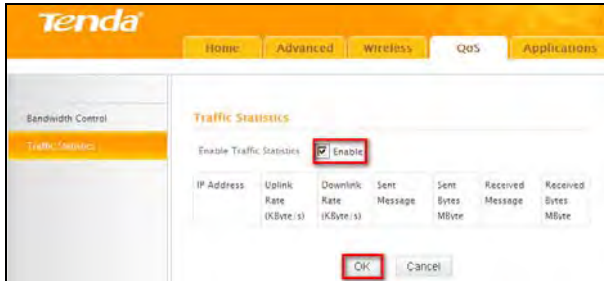 Tenda
Home Advanced Wireless QoS Applications
Bandwidth Control
Traffic Statistics
Traffic Statistics
Enable Traffic Statistics Enable
IP Address Uplink Downlink Sent Sent Received Received
Rate Rate Message Bytes Message Bytes
(KByte/s) (KByte/s) MByte MByte
OK Cancel